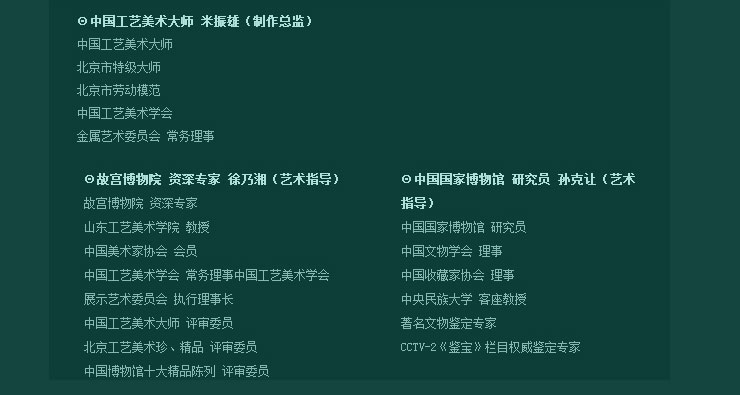 ⊙中国工艺美术大师 米振雄（制作总监）
中国工艺美术大师
北京市特级大师
北京市劳动模范
中国工艺美术学会
金属艺术委员会 常务理事
⊙故宫博物院 资深专家 徐乃湘（艺术指导）
故宫博物院 资深专家
山东工艺美术学院 教授
中国美术家协会 会员
中国工艺美术学会 常务理事中国工艺美术学会
展示艺术委员会 执行理事长
中国工艺美术大师 评审委员
北京工艺美术珍、精品 评审委员
中国博物馆十大精品陈列 评审委员
⊙中国国家博物馆 研究员 孙克让（艺术
指导）
中国国家博物馆 研究员
中国文物学会 理事
中国收藏家协会 理事
中央民族大学 客座教授
著名文物鉴定专家
CCTV-2《鉴宝》栏目权威鉴定专家